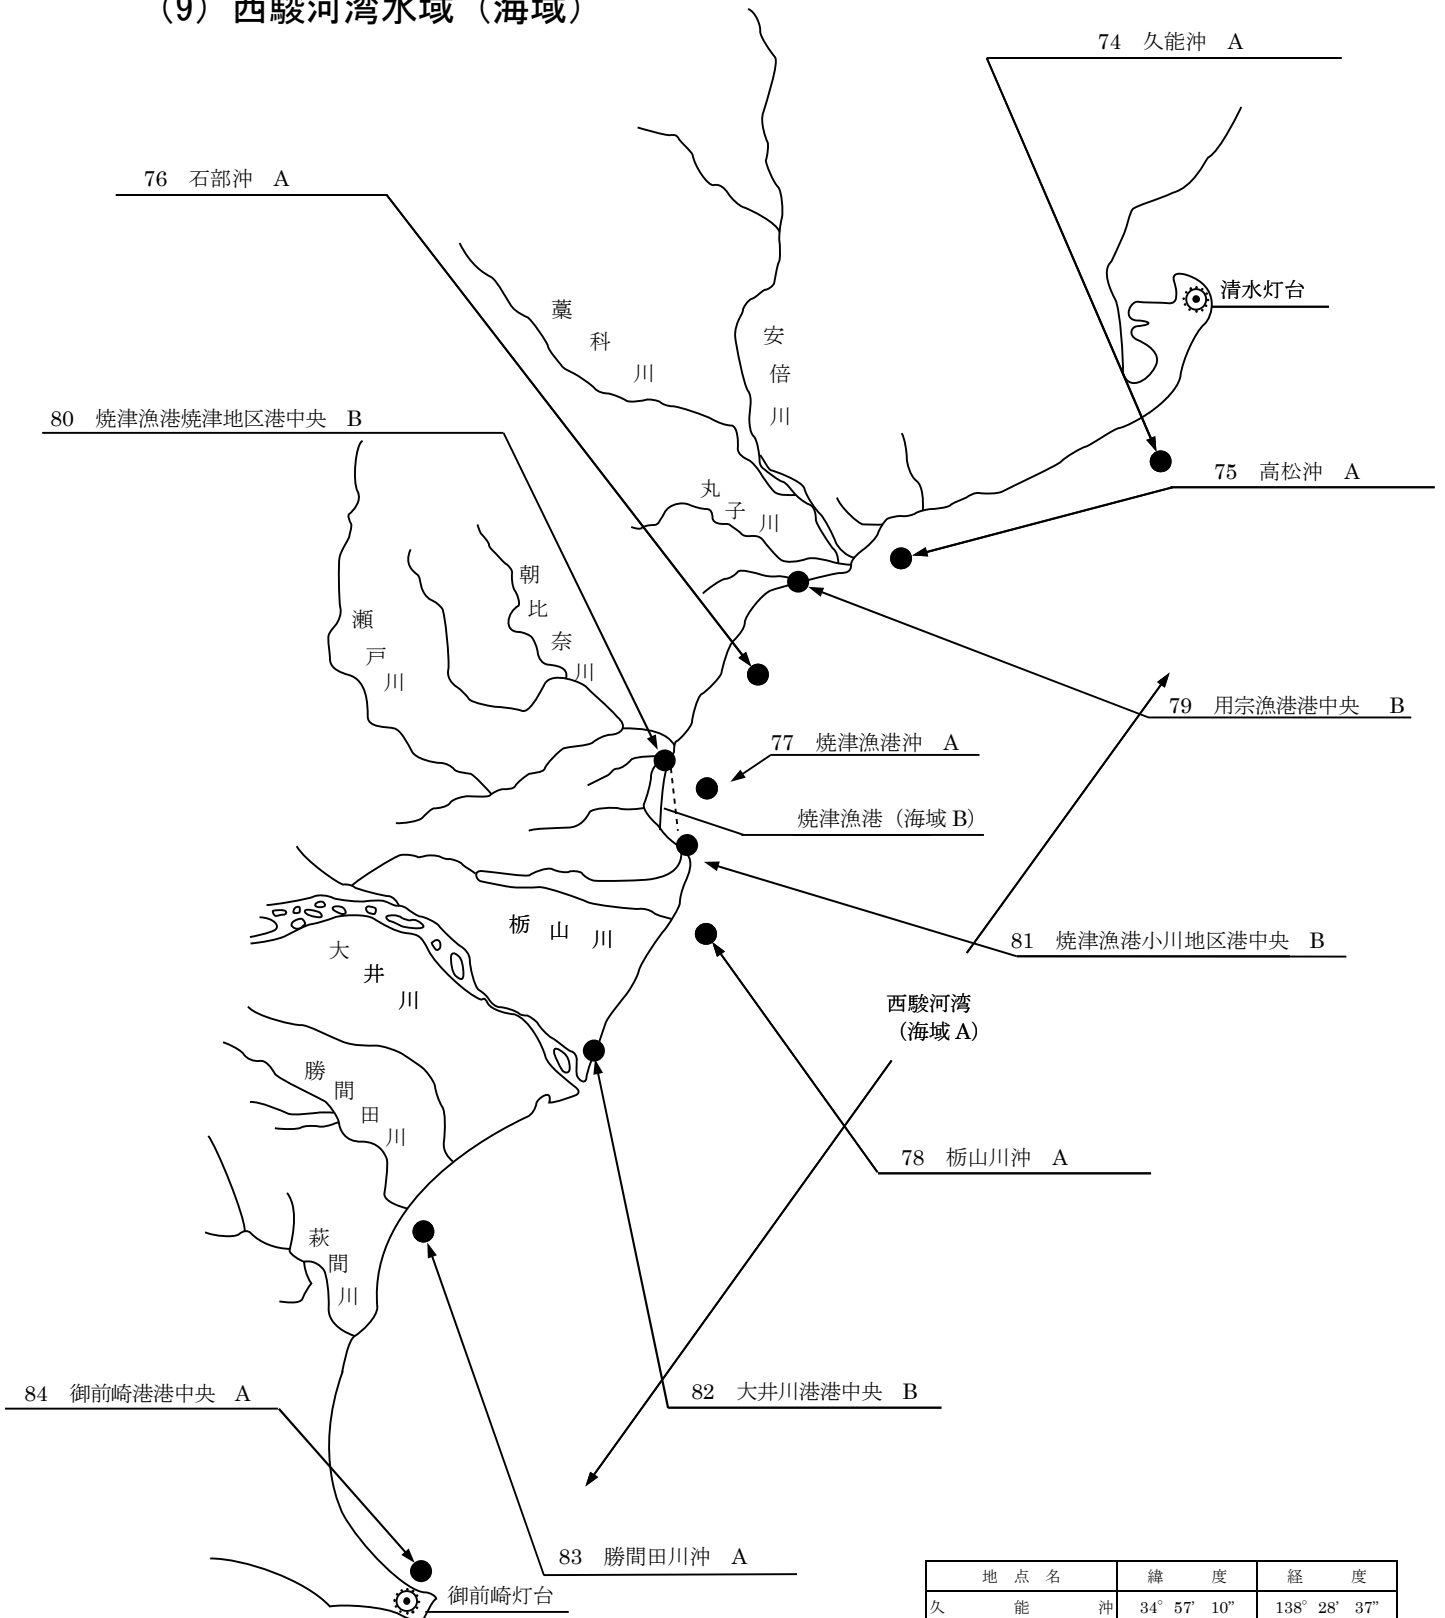 (9) 西駿河湾水域（海域）
74 久能沖 A
76 石部沖 A
清水灯台
藁科川
安倍川
80 焼津漁港焼津地区港中央 B
75 高松沖 A
丸子川
朝比奈川
瀬戸川
79 用宗漁港港中央 B
77 焼津漁港沖 A
焼津漁港（海域 B）
栃山川
81 焼津漁港小川地区港中央 B
大井川
西駿河湾
（海域 A）
勝間田川
78 栃山川沖 A
萩間川
84 御前崎港港中央 A
82 大井川港港中央 B
83 勝間田川沖 A
御前崎灯台
地点名 緯度 経度
久能沖 34° 57’ 10” 138° 28’ 37”